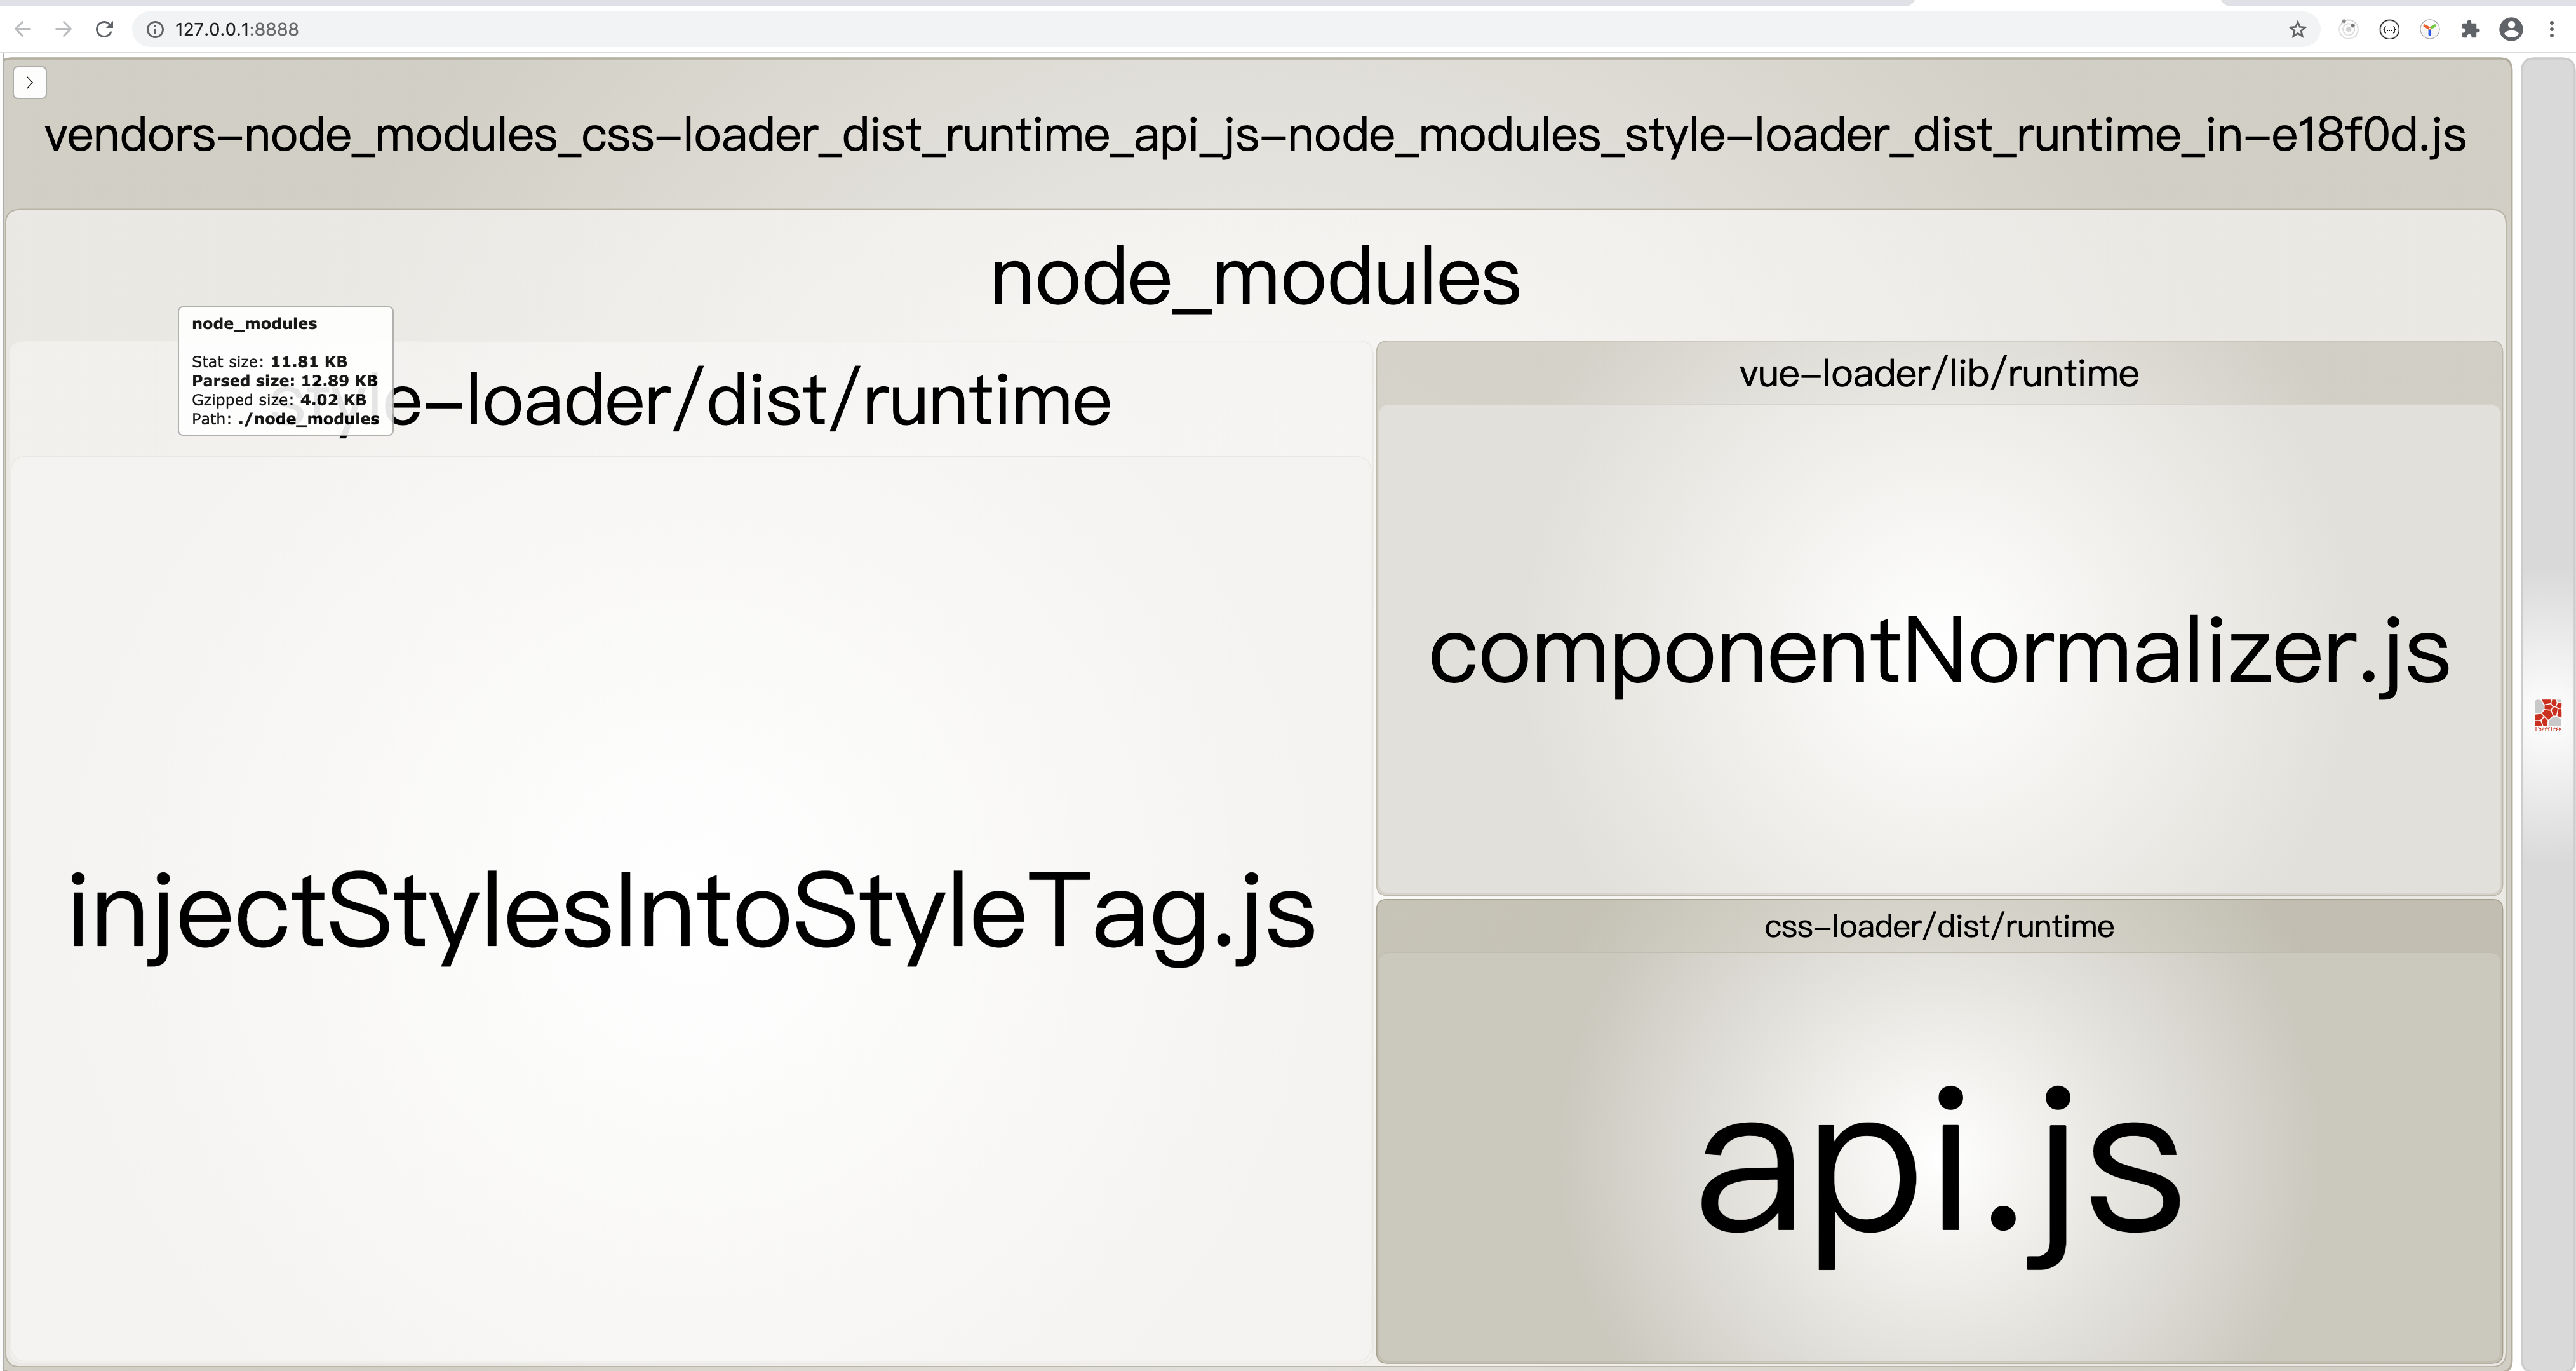 127.0.0.1:8888
vendors-node_modules_css-loader_dist_runtime_api_js-node_modules_style-loader_dist_runtime_in-e18f0d.js
node_modules
node_modules
Stat size: 11.81 KB
Parsed size: 12.89 KB
Gzipped size: 4.02 KB
Path: ./node_modules
style-loader/dist/runtime
vue-loader/lib/runtime
componentNormalizer.js
injectStylesIntoStyleTag.js
css-loader/dist/runtime
api.js
FoamTree